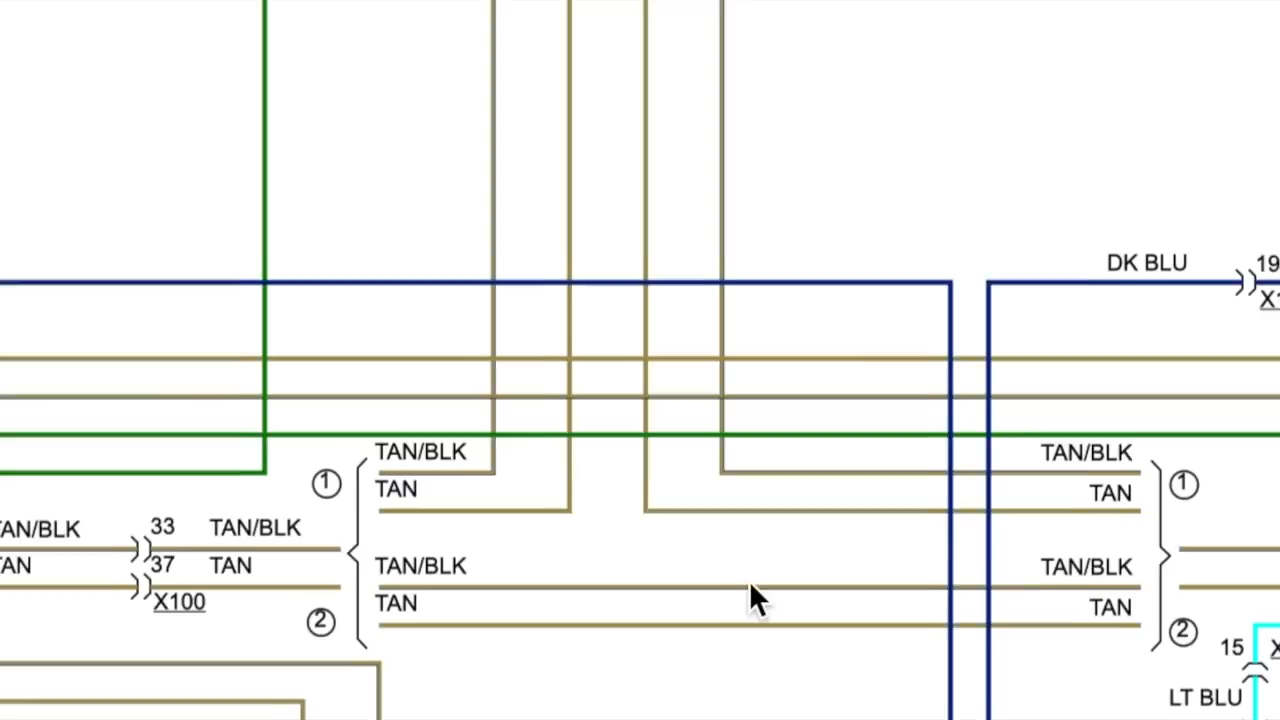 DK BLU
19
TAN/BLK
TAN/BLK
TAN
TAN
1
1
TAN/BLK
33
TAN/BLK
TAN
37
TAN
X100
TAN/BLK
TAN/BLK
TAN
TAN
2
2
15
LT BLU